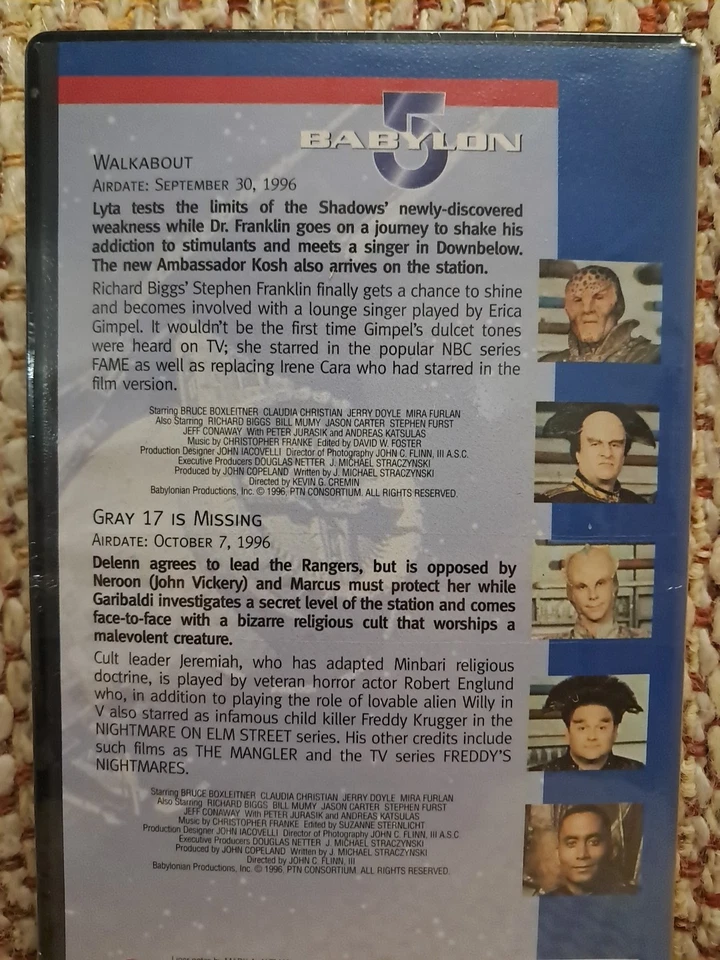 BABYLON 5
WALKABOUT
AIRDATE: SEPTEMBER 30, 1996
Lyta tests the limits of the Shadows' newly-discovered
weakness while Dr. Franklin goes on a journey to shake his
addiction to stimulants and meets a singer in Downbelow.
The new Ambassador Kosh also arrives on the station.
Richard Biggs' Stephen Franklin finally gets a chance to shine
and becomes involved with a lounge singer played by Erica
Gimpel. It wouldn't be the first time Gimpel's dulcet tones
were heard on TV; she starred in the popular NBC series
FAME as well as replacing Irene Cara who had starred in the
film version.
Starring BRUCE BOXLEITNER CLAUDIA CHRISTIAN JERRY DOYLE MIRA FURLAN
Also Starring RICHARD BIGGS BILL MUMY JASON CARTER STEPHEN FURST
JEFF CONAWAY With PETER JURASIK and ANDREAS KATSULAS
Music by CHRISTOPHER FRANKE Edited by DAVID W. FOSTER
Production Designer JOHN IACOVELLI Director of Photography JOHN C. FLINN, III A.S.C.
Executive Producers DOUGLAS NETTER J. MICHAEL STRACZYNSKI
Produced by JOHN COPELAND Written by J. MICHAEL STRACZYNSKI
Directed by KEVIN G. CREMIN
Babylonian Productions, Inc. © 1996, PTN CONSORTIUM. ALL RIGHTS RESERVED.
GRAY 17 IS MISSING
AIRDATE: OCTOBER 7, 1996
Delenn agrees to lead the Rangers, but is opposed by
Neroon (John Vickery) and Marcus must protect her while
Garibaldi investigates a secret level of the station and comes
face-to-face with a bizarre religious cult that worships a
malevolent creature.
Cult leader Jeremiah, who has adapted Minbari religious
doctrine, is played by veteran horror actor Robert Englund
who, in addition to playing the role of lovable alien Willy in
V also starred as infamous child killer Freddy Krugger in the
NIGHTMARE ON ELM STREET series. His other credits include
such films as THE MANGLER and the TV series FREDDY'S
NIGHTMARES.
Starring BRUCE BOXLEITNER CLAUDIA CHRISTIAN JERRY DOYLE MIRA FURLAN
Also Starring RICHARD BIGGS BILL MUMY JASON CARTER STEPHEN FURST
JEFF CONAWAY With PETER JURASIK and ANDREAS KATSULAS
Music by CHRISTOPHER FRANKE Edited by SUZANNE STERNLICHT
Production Designer JOHN IACOVELLI Director of Photography JOHN C. FLINN, III A.S.C
Executive Producers DOUGLAS NETTER J. MICHAEL STRACZYNSKI
Produced by JOHN COPELAND Written by J. MICHAEL STRACZYNSKI
Directed by JOHN C. FLINN, III
Babylonian Productions, Inc. © 1996, PTN CONSORTIUM. ALL RIGHTS RESERVED.